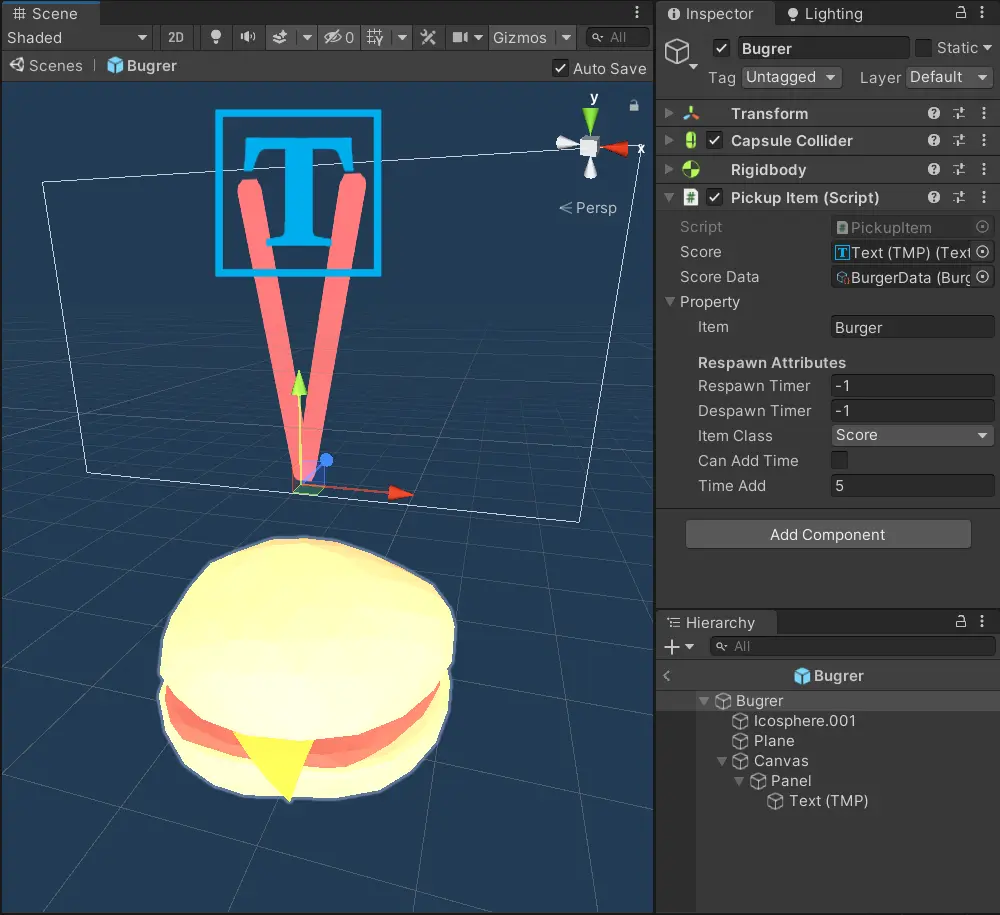 Scene
Shaded 2D 0 Gizmos All
Scenes | Bugrer Auto Save
y
x
< Persp
T
V
Inspector Lighting
Bugrer Static
Tag Untagged Layer Default
Transform
Capsule Collider
Rigidbody
# Pickup Item (Script)
Script # PickupItem
Score T Text (TMP) (Text
Score Data BurgerData (Burg
Property
Item Burger
Respawn Attributes
Respawn Timer -1
Despawn Timer -1
Item Class Score
Can Add Time
Time Add 5
Add Component
Hierarchy
+ All
< Bugrer
Bugrer
Icosphere.001
Plane
Canvas
Panel
Text (TMP)